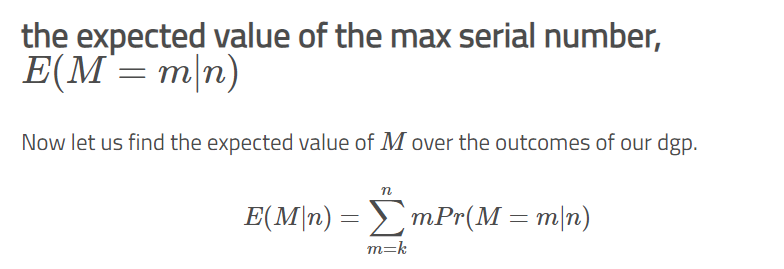 the expected value of the max serial number,
E(M = m|n)
Now let us find the expected value of M over the outcomes of our dgp.
E(M|n) = ∑_{m=k}^{n} mPr(M = m|n)